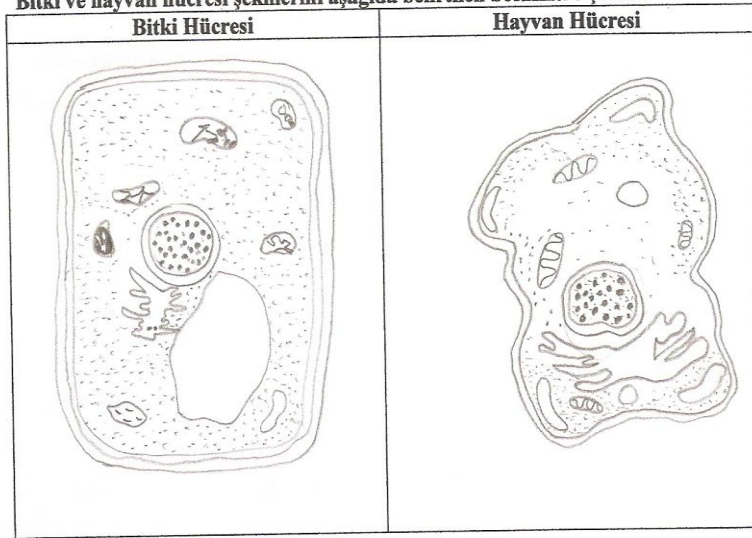 Bitki ve hayvan hücresi şekillerini aşağıda belirtilen
Bitki Hücresi
Hayvan Hücresi